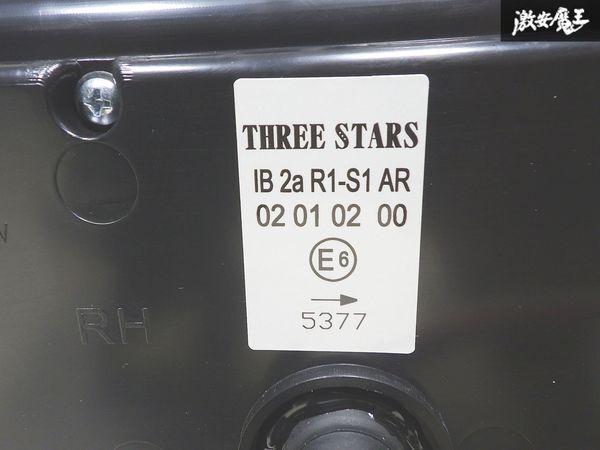 激安魔王
THREE STARS
IB 2a R1-S1 AR
02 01 02 00
E6
5377
RH